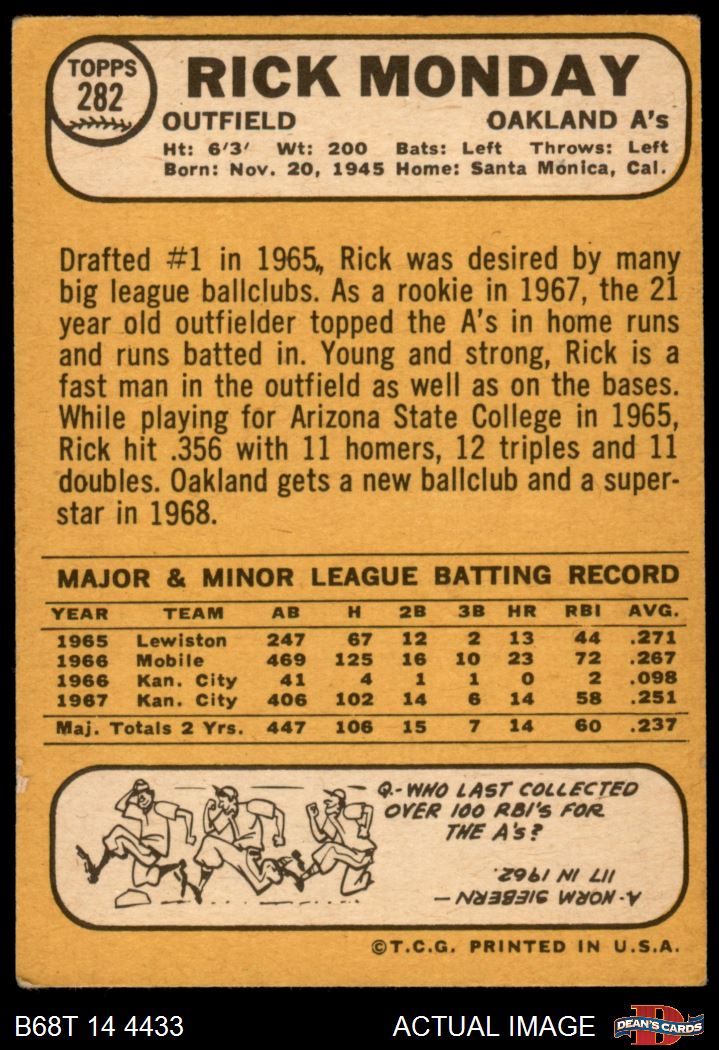 TOPPS
282
RICK MONDAY
OUTFIELD OAKLAND A's
Ht: 6'3' Wt: 200 Bats: Left Throws: Left
Born: Nov. 20, 1945 Home: Santa Monica, Cal.
Drafted #1 in 1965, Rick was desired by many
big league ballclubs. As a rookie in 1967, the 21
year old outfielder topped the A's in home runs
and runs batted in. Young and strong, Rick is a
fast man in the outfield as well as on the bases.
While playing for Arizona State College in 1965,
Rick hit .356 with 11 homers, 12 triples and 11
doubles. Oakland gets a new ballclub and a super-
star in 1968.
MAJOR & MINOR LEAGUE BATTING RECORD
YEAR TEAM AB H 2B 3B HR RBI AVG.
1965 Lewiston 247 67 12 2 13 44 .271
1966 Mobile 469 125 16 10 23 72 .267
1966 Kan. City 41 4 1 1 0 2 .098
1967 Kan. City 406 102 14 6 14 58 .251
Maj. Totals 2 Yrs. 447 106 15 7 14 60 .237
Q.-WHO LAST COLLECTED
OVER 100 RBI'S FOR
THE A's?
A. NORM SIEBERN —
117 IN 1962.
©T.C.G. PRINTED IN U.S.A.
B68T 14 4433 ACTUAL IMAGE D DEAN'S CARDS